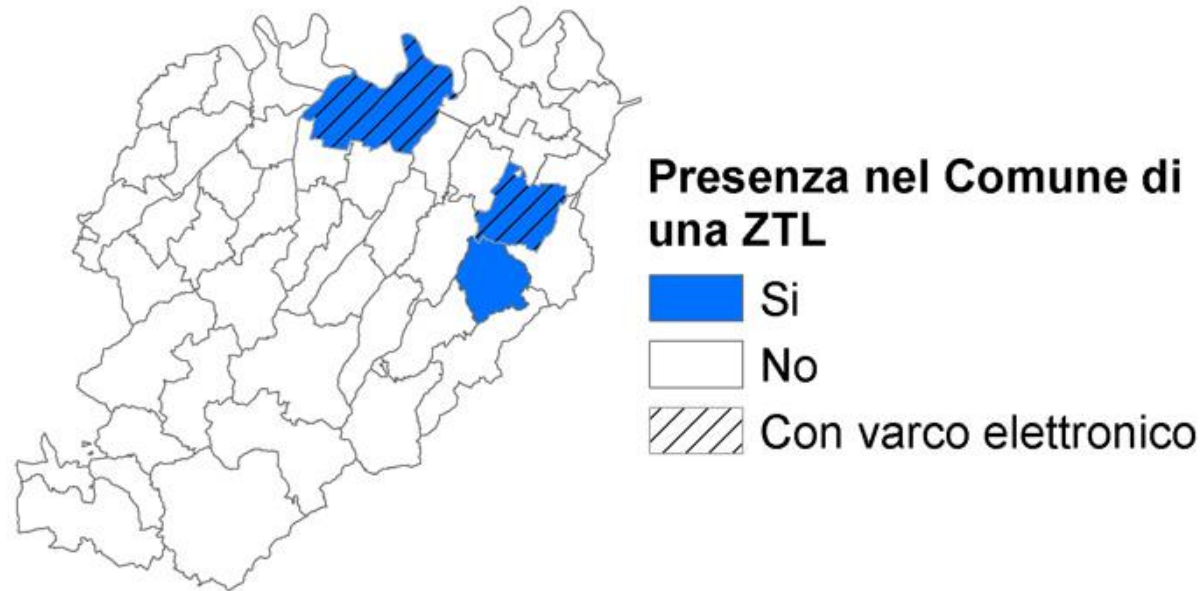 Presenza nel Comune di
una ZTL
Si
No
Con varco elettronico